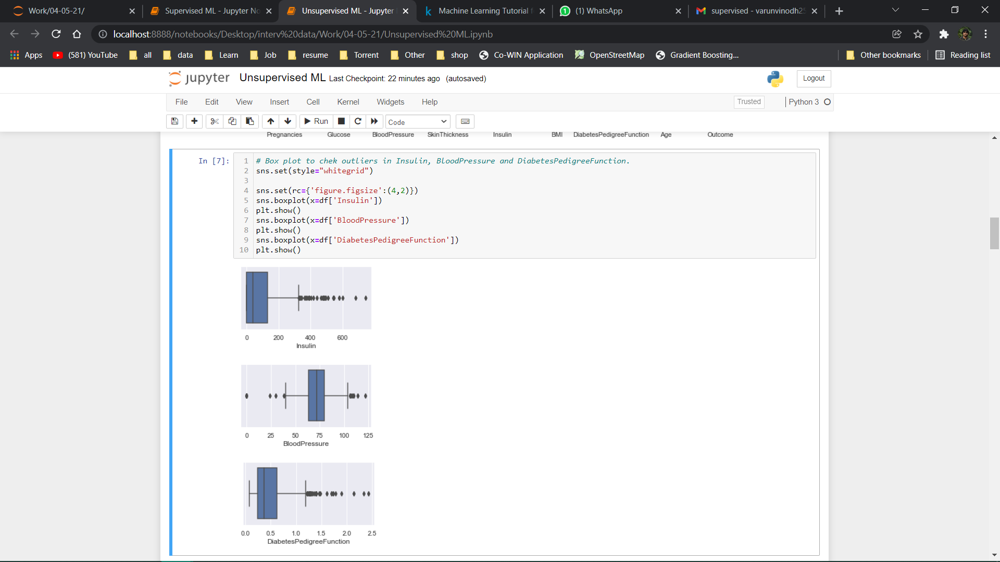 Work/04-05-21/
Supervised ML - Jupyter No
Unsupervised ML - Jupyter
Machine Learning Tutorial f
(1) WhatsApp
supervised - varunvinodh25
localhost:8888/notebooks/Desktop/interv%20data/Work/04-05-21/Unsupervised%20ML.ipynb
Apps
(581) YouTube
all
data
Learn
Job
resume
Torrent
Other
shop
Co-WIN Application
OpenStreetMap
Gradient Boosting...
Other bookmarks
Reading list
jupyter Unsupervised ML Last Checkpoint: 22 minutes ago (autosaved)
Logout
File Edit View Insert Cell Kernel Widgets Help
Trusted
Python 3
Run
Code
Pregnancies Glucose BloodPressure SkinThickness Insulin BMI DiabetesPedigreeFunction Age Outcome
In [7]:
1 # Box plot to chek outliers in Insulin, BloodPressure and DiabetesPedigreeFunction.
2 sns.set(style="whitegrid")
3
4 sns.set(rc={'figure.figsize':(4,2)})
5 sns.boxplot(x=df['Insulin'])
6 plt.show()
7 sns.boxplot(x=df['BloodPressure'])
8 plt.show()
9 sns.boxplot(x=df['DiabetesPedigreeFunction'])
10 plt.show()
0 200 400 600
Insulin
0 25 50 75 100 125
BloodPressure
0.0 0.5 1.0 1.5 2.0 2.5
DiabetesPedigreeFunction